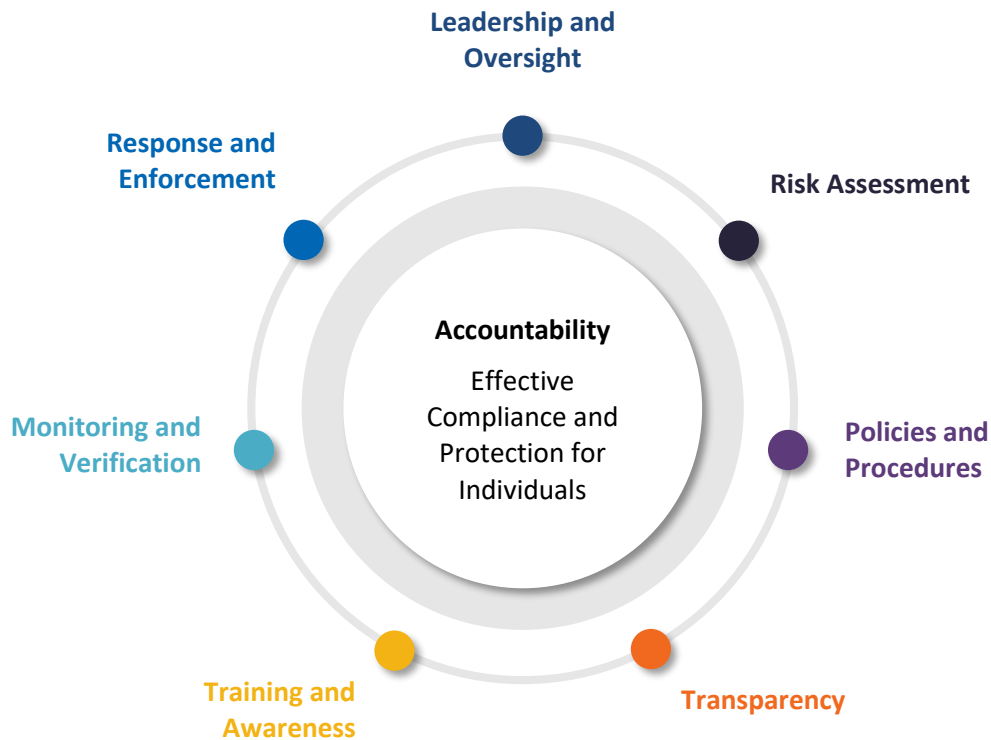 Leadership and
Oversight
Response and
Enforcement
Risk Assessment
Accountability
Effective
Compliance and
Protection for
Individuals
Monitoring and
Verification
Policies and
Procedures
Training and
Awareness
Transparency